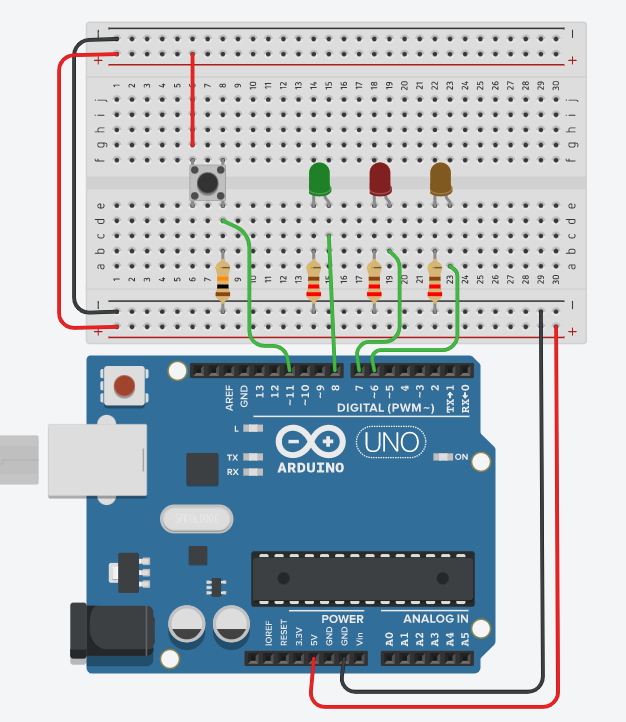 − −
+ +
1 2 3 4 5 6 7 8 9 10 11 12 13 14 15 16 17 18 19 20 21 22 23 24 25 26 27 28 29 30
j j
i i
h h
g g
f f
e e
d d
c c
b b
a a
1 2 3 4 5 6 7 8 9 10 11 12 13 14 15 16 17 18 19 20 21 22 23 24 25 26 27 28 29 30
− −
+ +
AREF GND 13 12 ~11 ~10 ~9 8 7 ~6 ~5 4 ~3 2 TX→1 RX←0
DIGITAL (PWM~)
L
TX
RX
ARDUINO
UNO
ON
POWER ANALOG IN
IOREF RESET 3.3V 5V GND GND Vin A0 A1 A2 A3 A4 A5